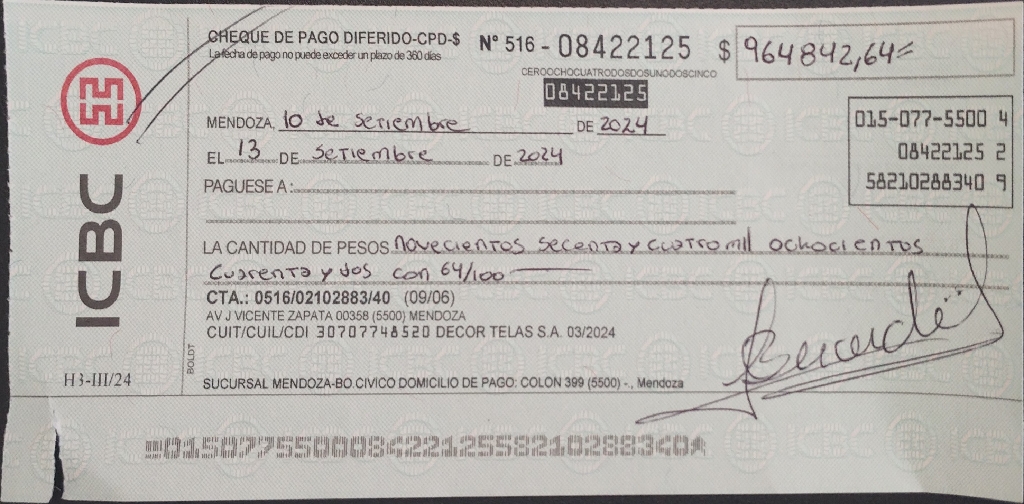 CHEQUE DE PAGO DIFERIDO-CPD-$ N° 516 - 08422125 $ 964842,64=
La fecha de pago no puede exceder un plazo de 360 días
CEROOCHOCUATRODOSDOSUNODOSCINCO
08422125
MENDOZA, 10 de Setiembre DE 2024
EL 13 DE Setiembre DE 2024
015-077-5500 4
08422125 2
58210288340 9
PAGUESE A:
LA CANTIDAD DE PESOS Novecientos Secenta y cuatro mil ochocientos
Cuarenta y dos con 64/100
CTA.: 0516/02102883/40 (09/06)
AV J VICENTE ZAPATA 00358 (5500) MENDOZA
CUIT/CUIL/CDI 30707748520 DECOR TELAS S.A. 03/2024
SUCURSAL MENDOZA-BO.CIVICO DOMICILIO DE PAGO: COLON 399 (5500) -., Mendoza
ICBC
H3-III/24
BOLDT
01507755000842212558210288340